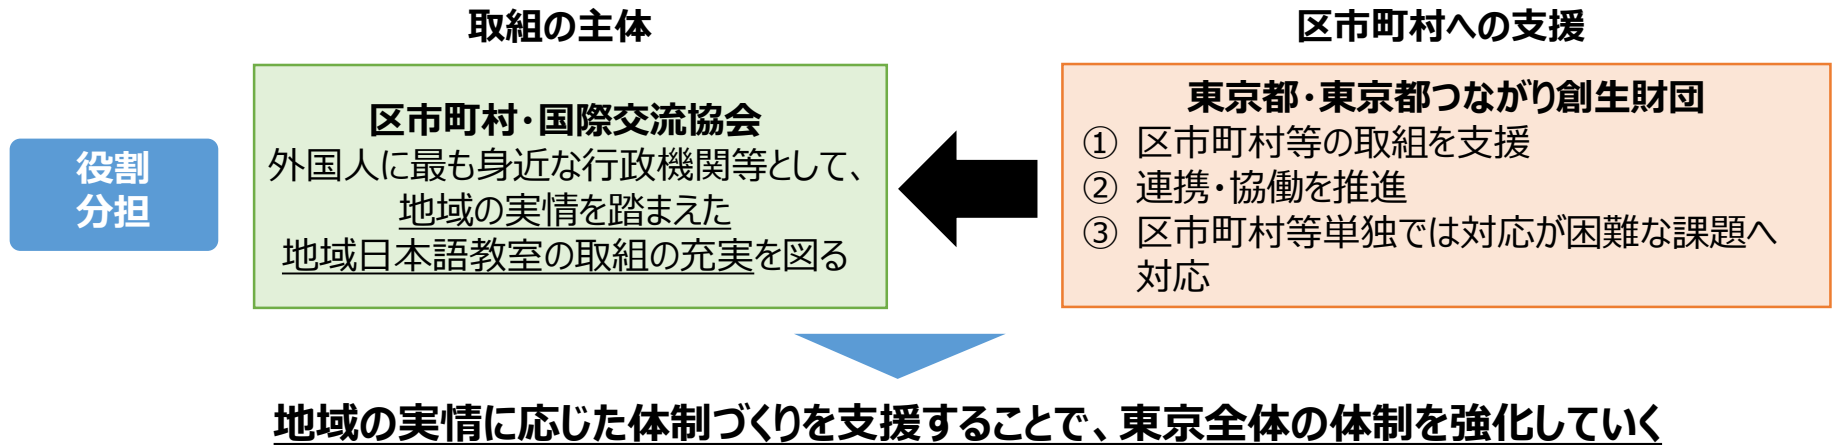 取組の主体
区市町村への支援
役割
分担
区市町村・国際交流協会
外国人に最も身近な行政機関等として、
地域の実情を踏まえた
地域日本語教室の取組の充実を図る
東京都・東京都つながり創生財団
① 区市町村等の取組を支援
② 連携・協働を推進
③ 区市町村等単独では対応が困難な課題へ
対応
地域の実情に応じた体制づくりを支援することで、東京全体の体制を強化していく